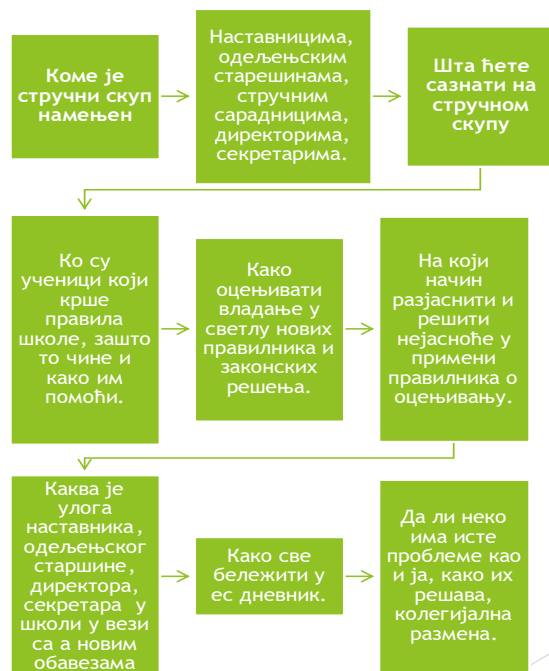 Коме је
стручни скуп
намењен
Наставницима,
одељењским
старешинама,
стручним
сарадницима,
директорима,
секретарима.
Шта ћете
сазнати на
стручном
скупу
Ко су
ученици који
крше
правила
школе, зашто
то чине и
како им
помоћи.
Како
оцењивати
владање у
светлу нових
правилника и
законских
решења.
На који
начин
разјаснити и
решити
нејасноће у
примени
правилника о
оцењивању.
Каква је
улога
наставника,
одељењског
старшине,
директора,
секретара у
школи у вези
са а новим
обавезама
Како све
бележити у
ес дневник.
Да ли неко
има исте
проблеме као
и ја, како их
решава,
колегијална
размена.